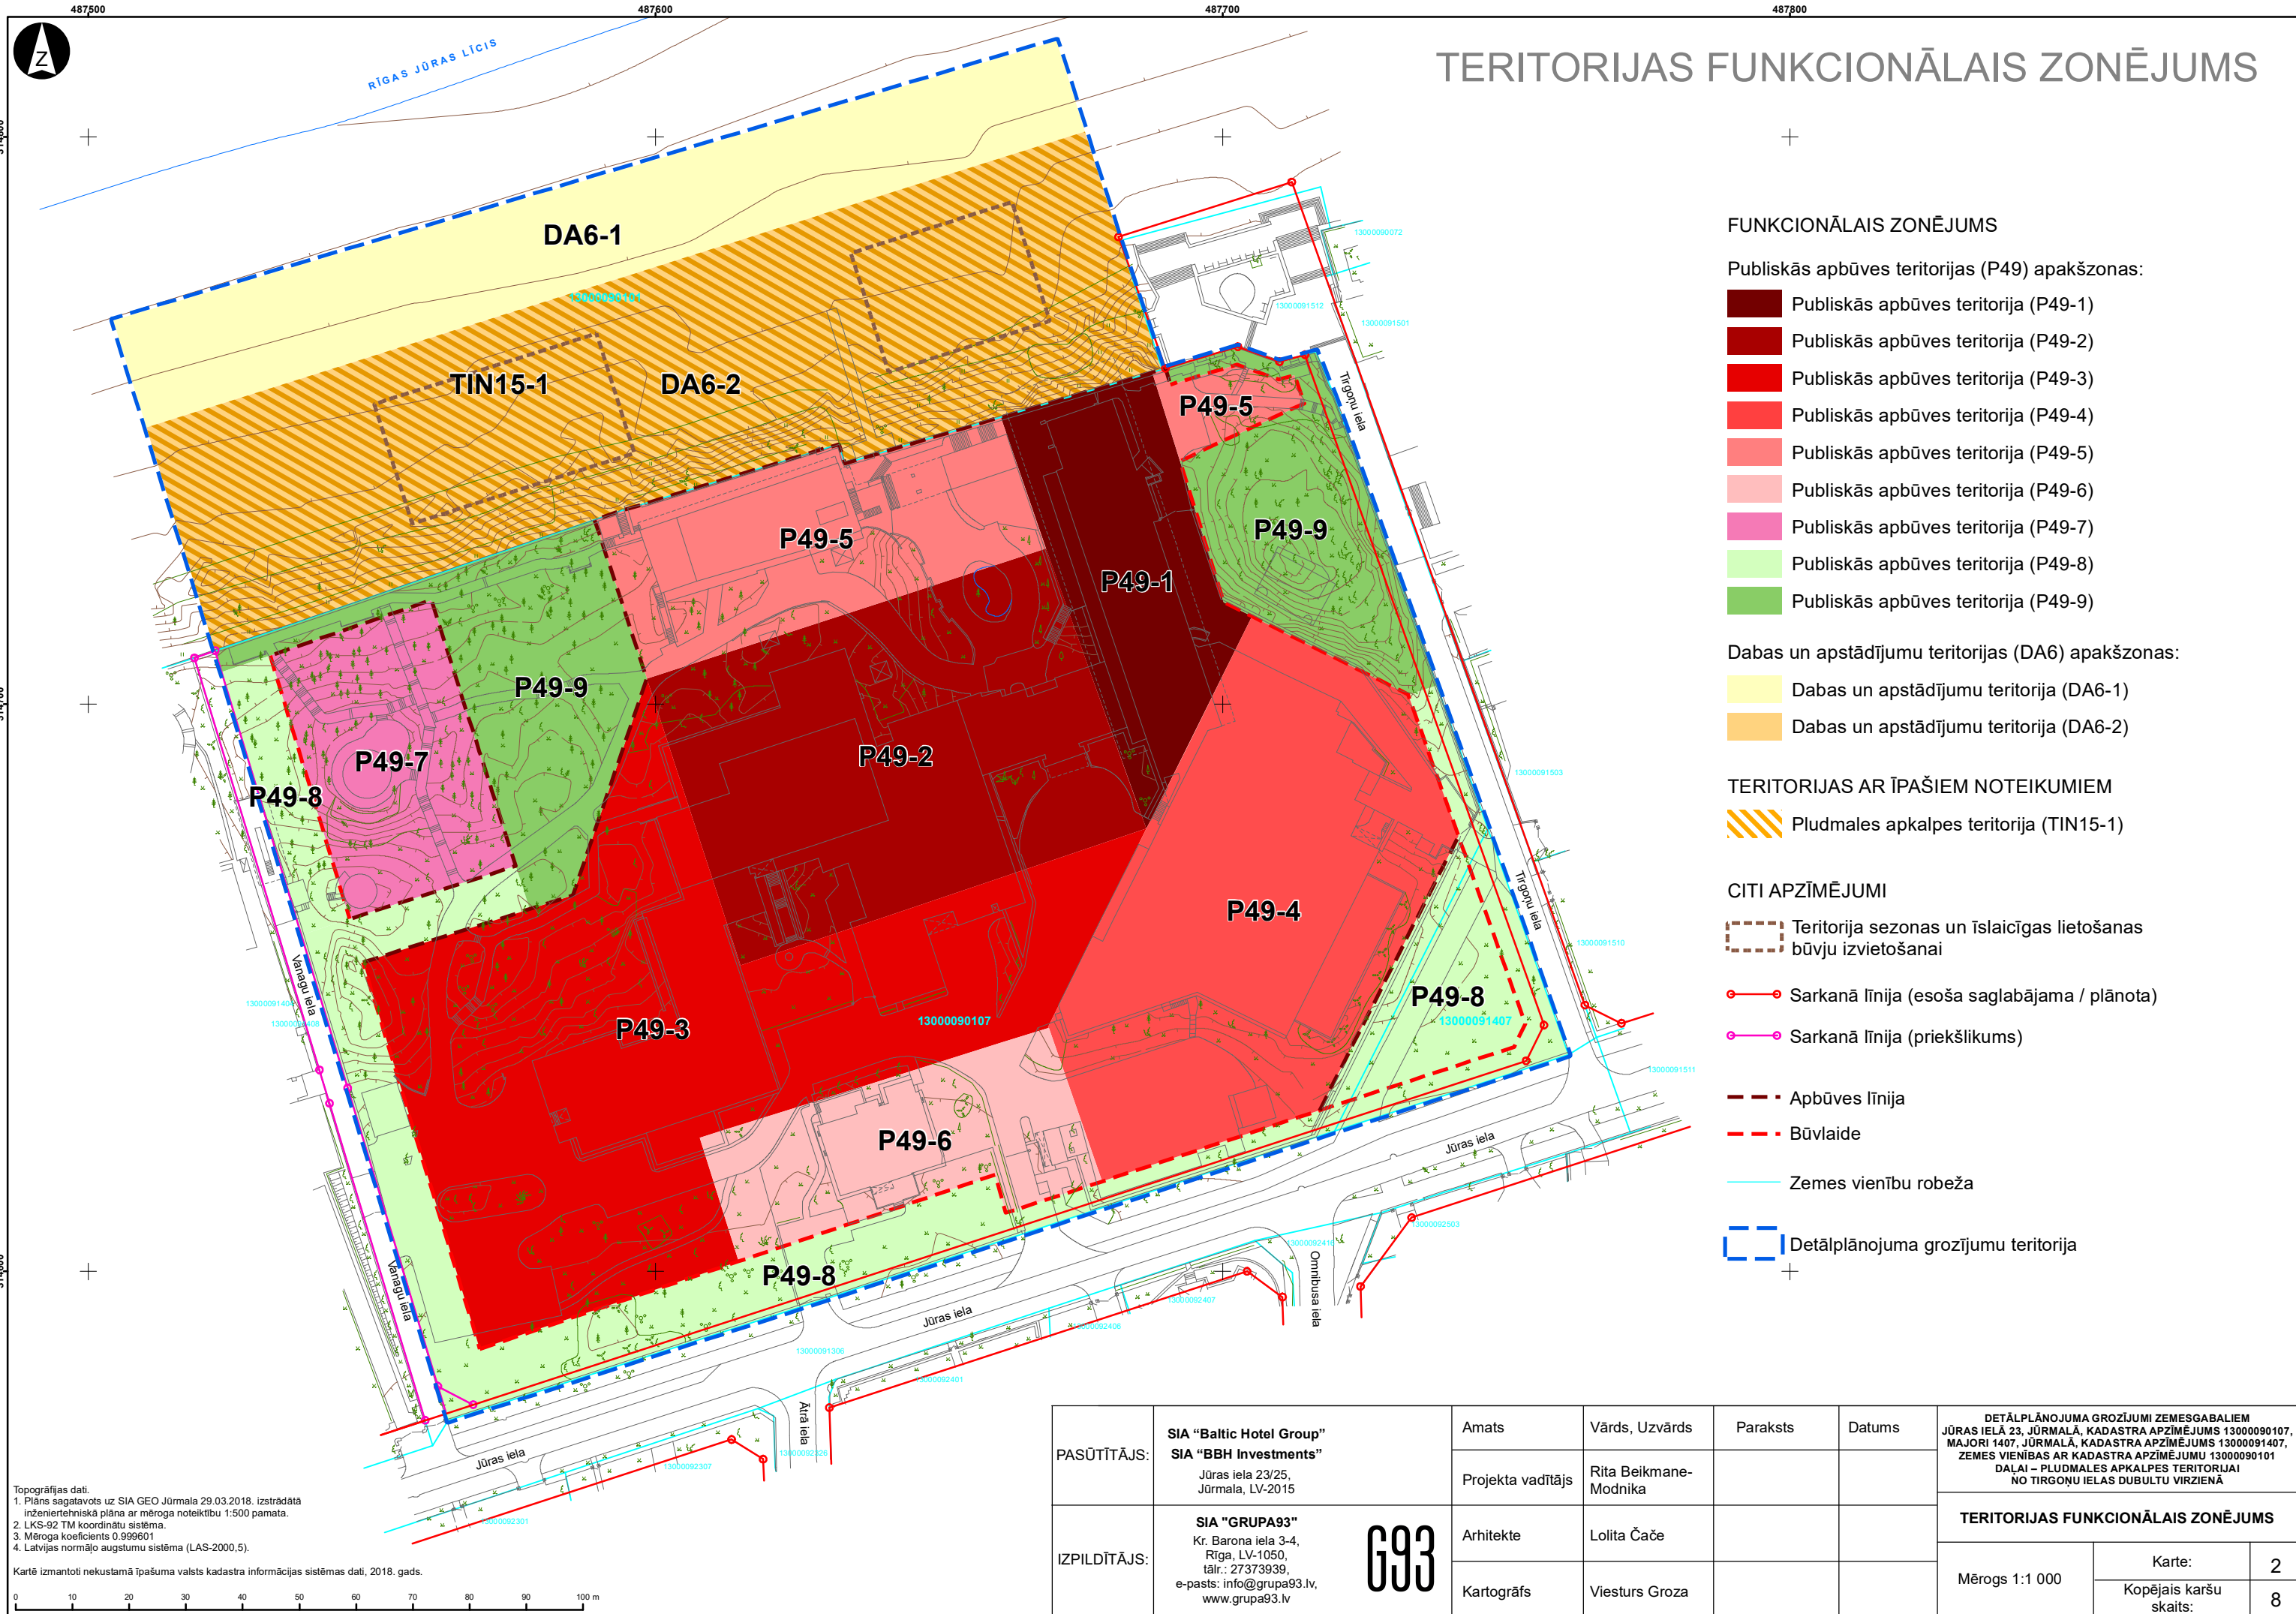 487500
487600
487700
487800
Z
RĪGAS JŪRAS LĪCIS
TERITORIJAS FUNKCIONĀLAIS ZONĒJUMS
DA6-1
13000090101
TIN15-1
DA6-2
P49-5
P49-5
P49-9
P49-1
P49-9
P49-2
P49-7
P49-8
P49-4
P49-8
P49-3
P49-6
P49-8
13000090107
13000091407
13000090872
13000091512
13000091501
13000091503
13000091510
13000091511
13000092503
13000092407
13000092406
13000091306
13000092401
13000092307
13000092301
Tirgoņu iela
Tirgoņu iela
Vanagu iela
Vanagu iela
Jūras iela
Jūras iela
Jūras iela
Omnibusa iela
Ātrā iela
FUNKCIONĀLAIS ZONĒJUMS
Publiskās apbūves teritorijas (P49) apakšzonas:
Publiskās apbūves teritorija (P49-1)
Publiskās apbūves teritorija (P49-2)
Publiskās apbūves teritorija (P49-3)
Publiskās apbūves teritorija (P49-4)
Publiskās apbūves teritorija (P49-5)
Publiskās apbūves teritorija (P49-6)
Publiskās apbūves teritorija (P49-7)
Publiskās apbūves teritorija (P49-8)
Publiskās apbūves teritorija (P49-9)
Dabas un apstādījumu teritorijas (DA6) apakšzonas:
Dabas un apstādījumu teritorija (DA6-1)
Dabas un apstādījumu teritorija (DA6-2)
TERITORIJAS AR ĪPAŠIEM NOTEIKUMIEM
Pludmales apkalpes teritorija (TIN15-1)
CITI APZĪMĒJUMI
Teritorija sezonas un īslaicīgas lietošanas
būvju izvietošanai
Sarkanā līnija (esoša saglabājama / plānota)
Sarkanā līnija (priekšlikums)
Apbūves līnija
Būvlaide
Zemes vienību robeža
Detālplānojuma grozījumu teritorija
Topogrāfijas dati.
1. Plāns sagatavots uz SIA GEO Jūrmala 29.03.2018. izstrādātā
inženiertehniskā plāna ar mēroga noteiktību 1:500 pamata.
2. LKS-92 TM koordinātu sistēma.
3. Mēroga koeficients 0.999601
4. Latvijas normālo augstumu sistēma (LAS-2000,5).
Kartē izmantoti nekustamā īpašuma valsts kadastra informācijas sistēmas dati, 2018. gads.
0 10 20 30 40 50 60 70 80 90 100 m
PASŪTĪTĀJS:
SIA “Baltic Hotel Group”
SIA “BBH Investments”
Jūras iela 23/25,
Jūrmala, LV-2015
IZPILDĪTĀJS:
SIA "GRUPA93"
Kr. Barona iela 3-4,
Rīga, LV-1050,
tālr.: 27373939,
e-pasts: info@grupa93.lv,
www.grupa93.lv
G93
Amats Vārds, Uzvārds Paraksts Datums
Projekta vadītājs Rita Beikmane-
Modnika
Arhitekte Lolita Čače
Kartogrāfs Viesturs Groza
DETĀLPLĀNOJUMA GROZĪJUMI ZEMESGABALIEM
JŪRAS IELĀ 23, JŪRMALĀ, KADASTRA APZĪMĒJUMS 13000090107,
MAJORI 1407, JŪRMALĀ, KADASTRA APZĪMĒJUMS 13000091407,
ZEMES VIENĪBAS AR KADASTRA APZĪMĒJUMU 13000090101
DAĻAI – PLUDMALES APKALPES TERITORIJAI
NO TIRGOŅU IELAS DUBULTU VIRZIENĀ
TERITORIJAS FUNKCIONĀLAIS ZONĒJUMS
Mērogs 1:1 000
Karte: 2
Kopējais karšu
skaits: 8